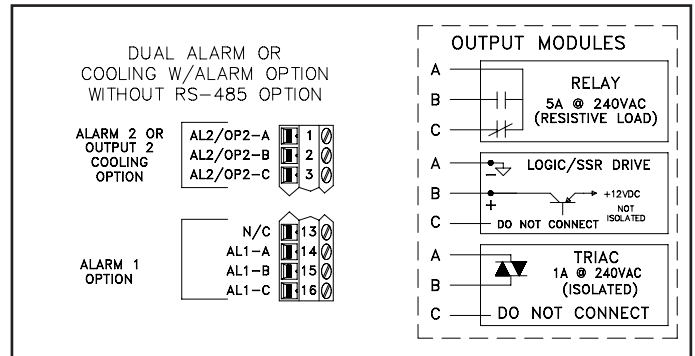 DUAL ALARM OR
COOLING W/ALARM OPTION
WITHOUT RS-485 OPTION
ALARM 2 OR
OUTPUT 2
COOLING
OPTION
AL2/OP2-A 1
AL2/OP2-B 2
AL2/OP2-C 3
ALARM 1
OPTION
N/C 13
AL1-A 14
AL1-B 15
AL1-C 16
OUTPUT MODULES
A
B
C
RELAY
5A @ 240VAC
(RESISTIVE LOAD)
A
B
C
- LOGIC/SSR DRIVE
+ +12VDC
NOT
ISOLATED
DO NOT CONNECT
A
B
C
TRIAC
1A @ 240VAC
(ISOLATED)
DO NOT CONNECT